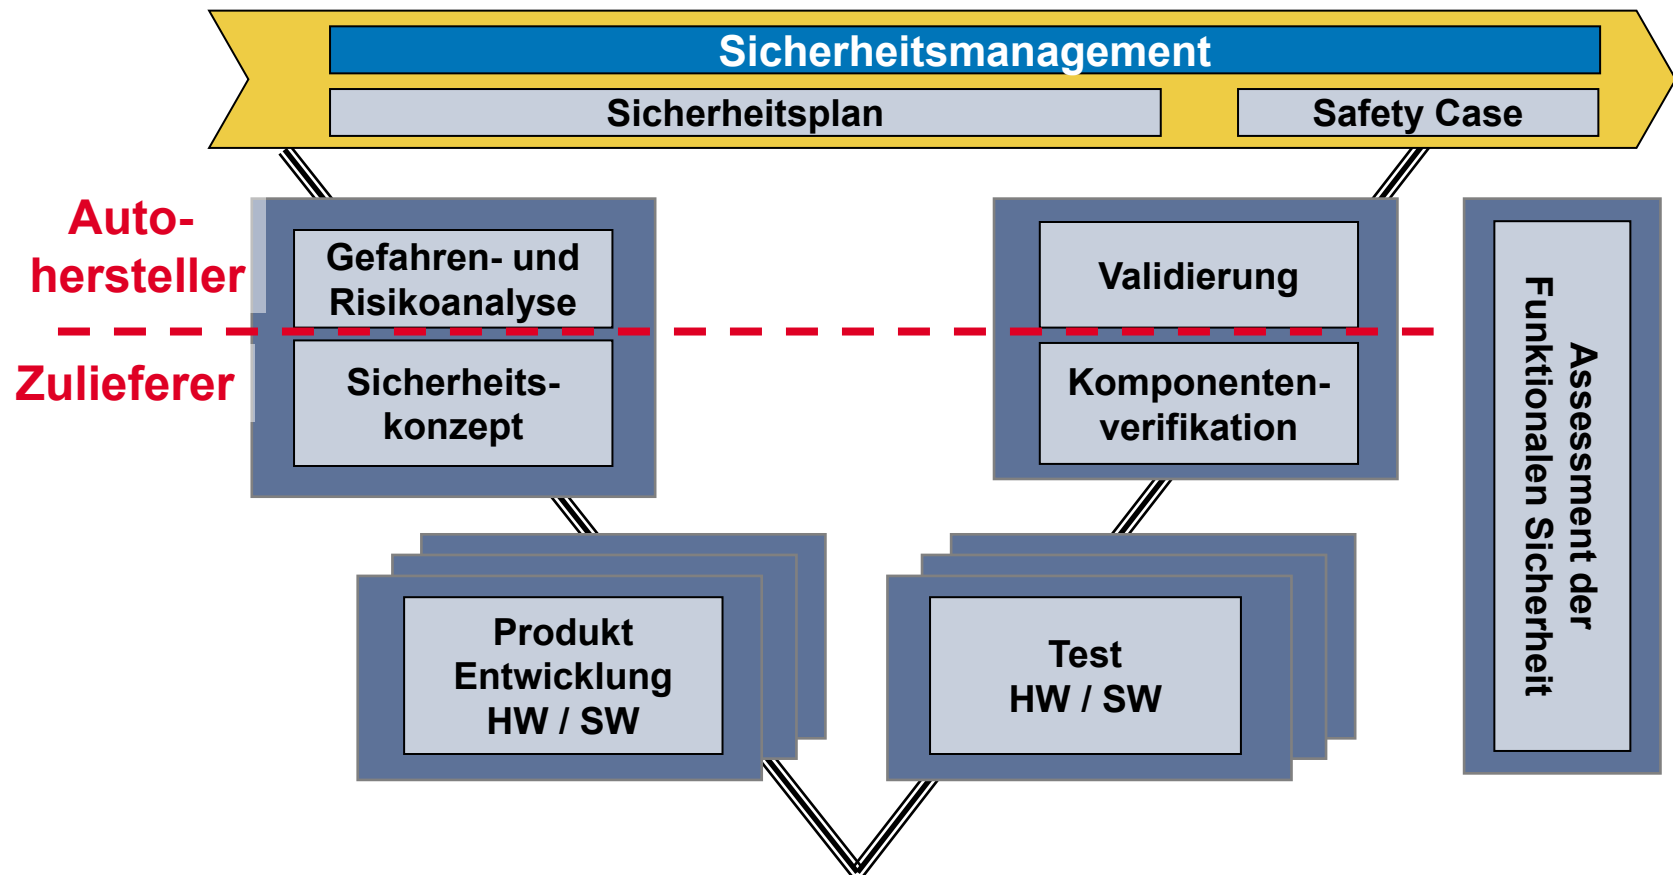 Sicherheitsmanagement
Sicherheitsplan
Safety Case
Auto-
hersteller
Zulieferer
Gefahren- und
Risikoanalyse
Sicherheits-
konzept
Validierung
Komponenten-
verifikation
Produkt
Entwicklung
HW / SW
Test
HW / SW
Assessment der
Funktionalen Sicherheit